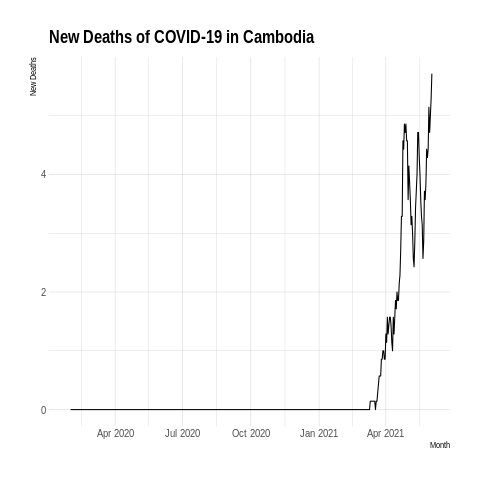 New Deaths of COVID-19 in Cambodia
New Deaths
4
2
0
Apr 2020 Jul 2020 Oct 2020 Jan 2021 Apr 2021
Month